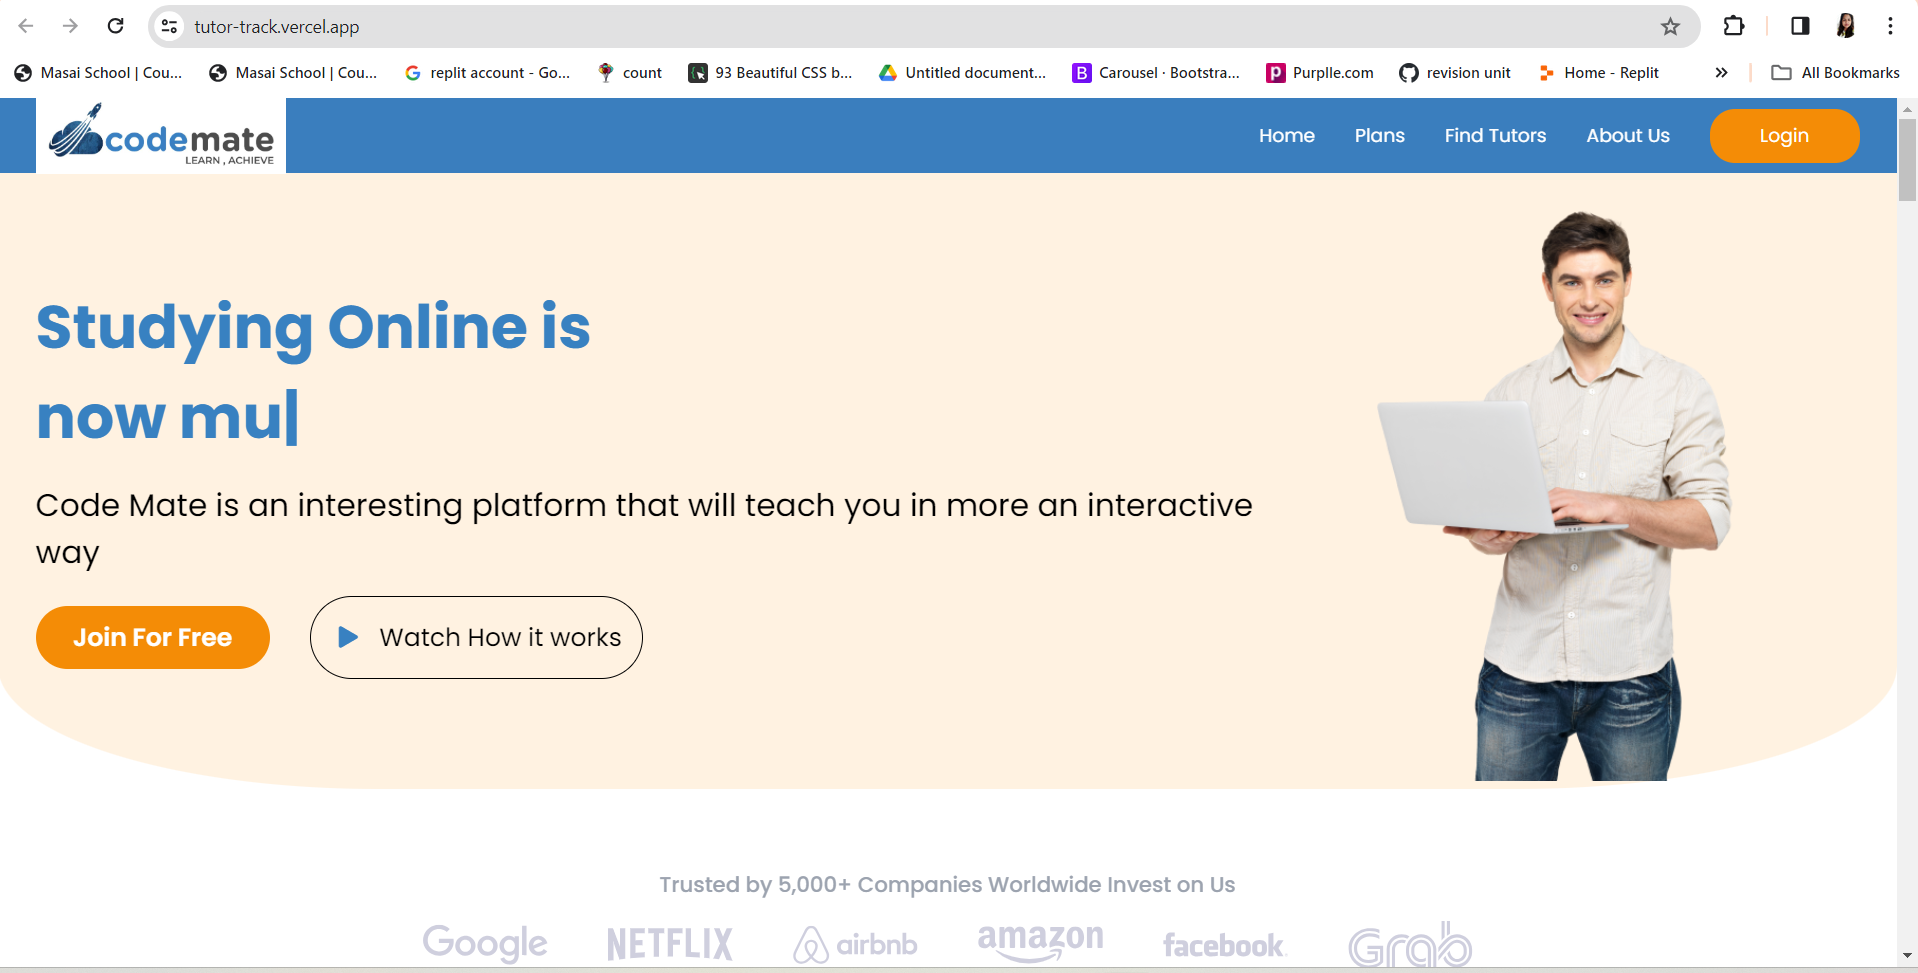 tutor-track.vercel.app
Masai School | Cou...
Masai School | Cou...
replit account - Go...
count
93 Beautiful CSS b...
Untitled document...
Carousel · Bootstra...
Purplle.com
revision unit
Home - Replit
All Bookmarks
codemate
LEARN , ACHIEVE
Home
Plans
Find Tutors
About Us
Login
Studying Online is
now mu|
Code Mate is an interesting platform that will teach you in more an interactive
way
Join For Free
Watch How it works
Trusted by 5,000+ Companies Worldwide Invest on Us
Google
NETFLIX
airbnb
amazon
facebook
Grab